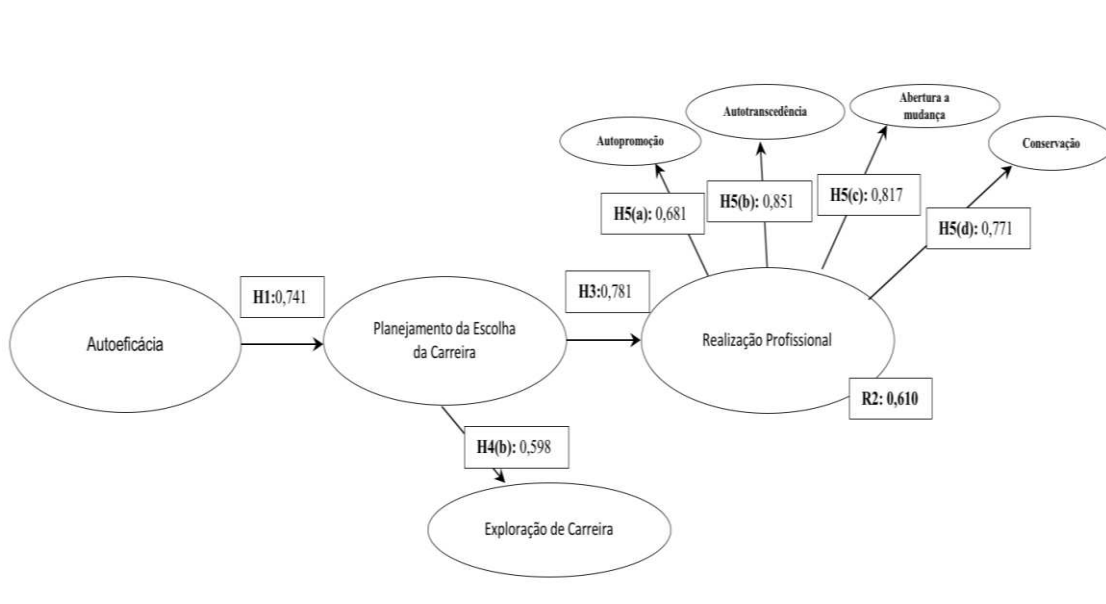 Autopromoção
Autotranscedência
Abertura a
mudança
Conservação
H5(a): 0,681
H5(b): 0,851
H5(c): 0,817
H5(d): 0,771
H1:0,741
H3:0,781
Autoeficácia
Planejamento da Escolha
da Carreira
Realização Profissional
R2: 0,610
H4(b): 0,598
Exploração de Carreira